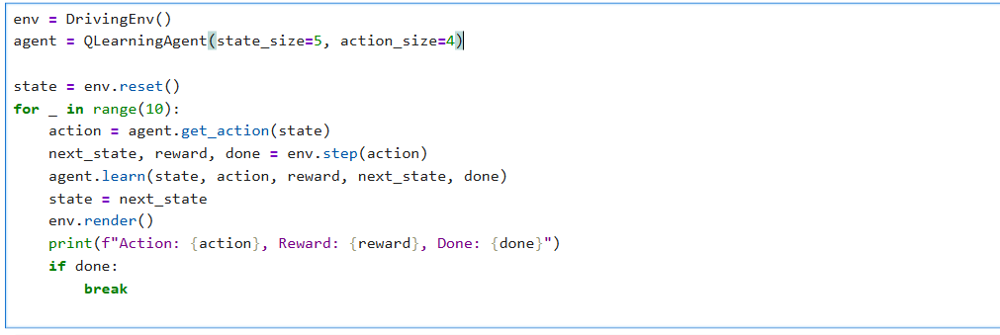 env = DrivingEnv()
agent = QLearningAgent(state_size=5, action_size=4)

state = env.reset()
for _ in range(10):
    action = agent.get_action(state)
    next_state, reward, done = env.step(action)
    agent.learn(state, action, reward, next_state, done)
    state = next_state
    env.render()
    print(f"Action: {action}, Reward: {reward}, Done: {done}")
    if done:
        break